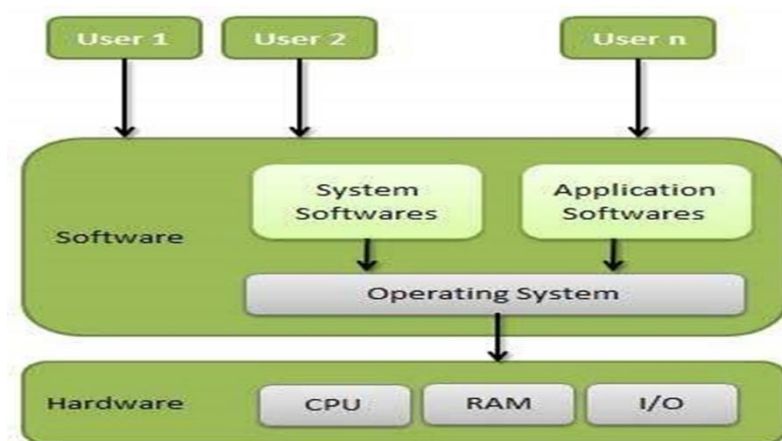 User 1
User 2
User n
System
Softwares
Application
Softwares
Software
Operating System
Hardware
CPU
RAM
I/O